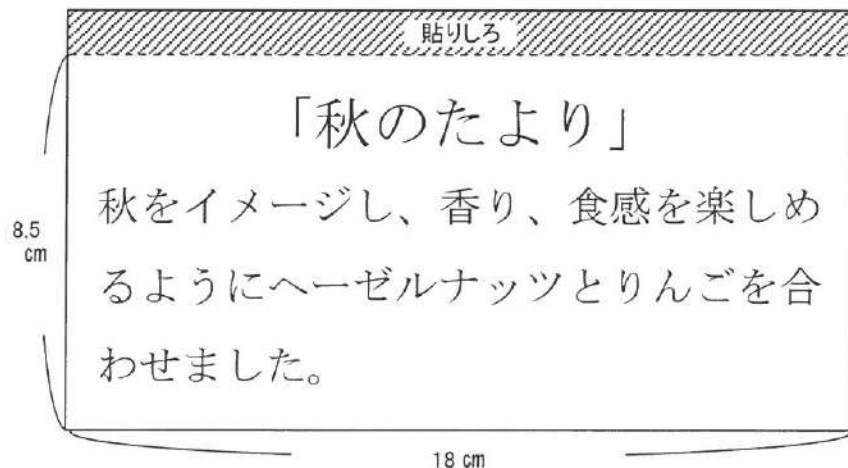 貼りしろ
「秋のたより」
秋をイメージし、香り、食感を楽しめ
るようにヘーゼルナッツとりんごを合
わせました。
8.5
cm
18 cm